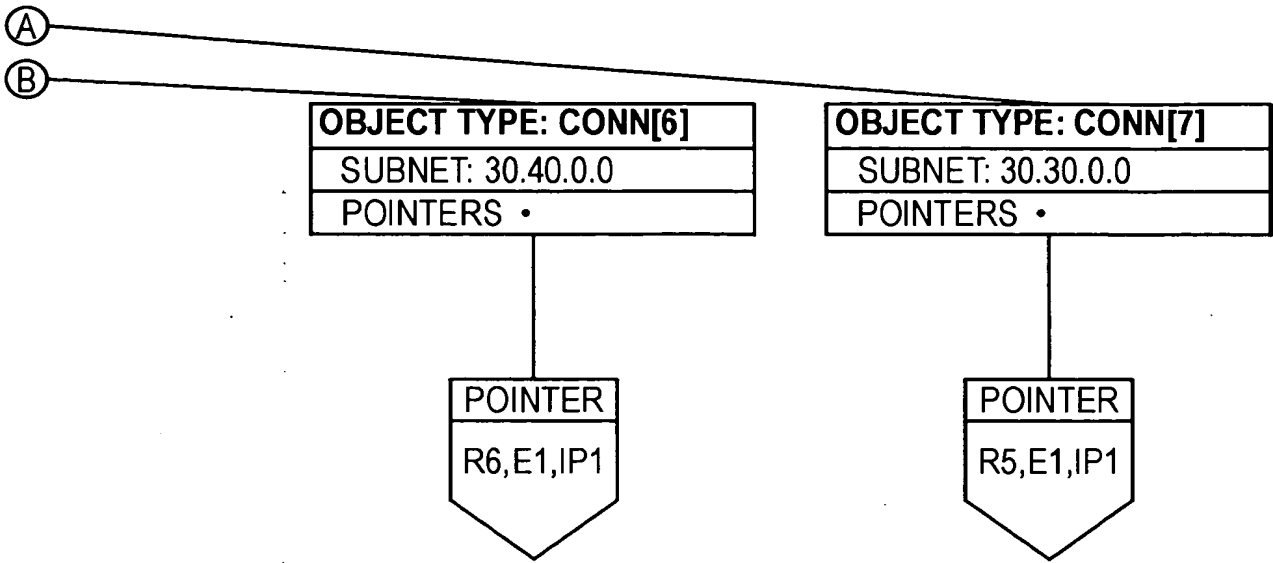 A
B
OBJECT TYPE: CONN[6]
SUBNET: 30.40.0.0
POINTERS •
OBJECT TYPE: CONN[7]
SUBNET: 30.30.0.0
POINTERS •
POINTER
R6,E1,IP1
POINTER
R5,E1,IP1